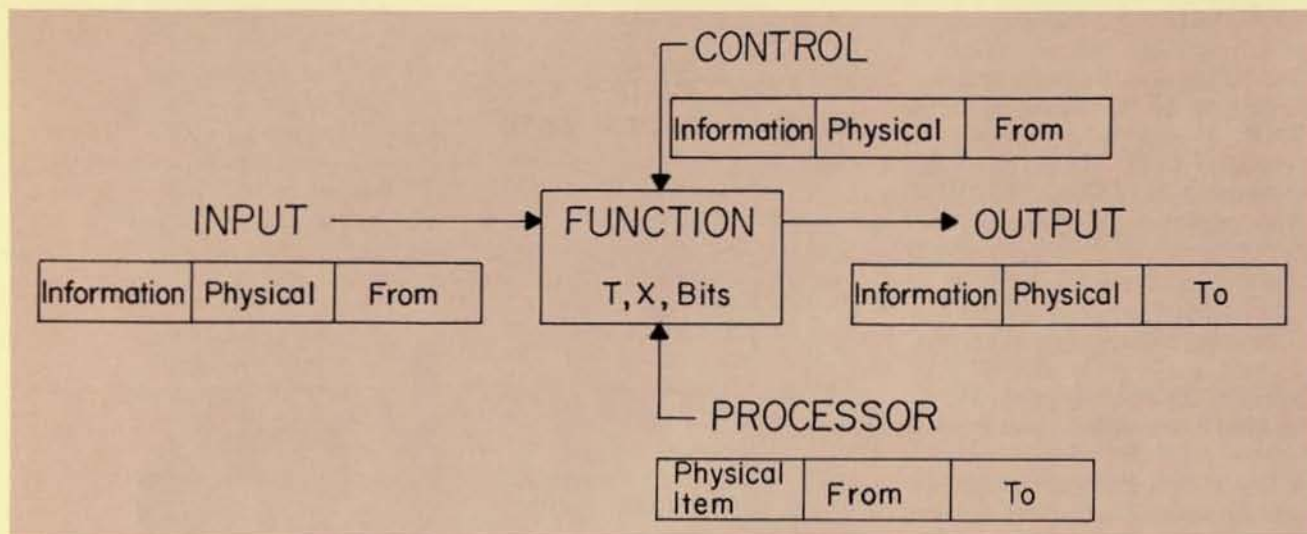 CONTROL
Information Physical From
INPUT
FUNCTION
OUTPUT
T, X, Bits
Information Physical From
Information Physical To
PROCESSOR
Physical Item From To